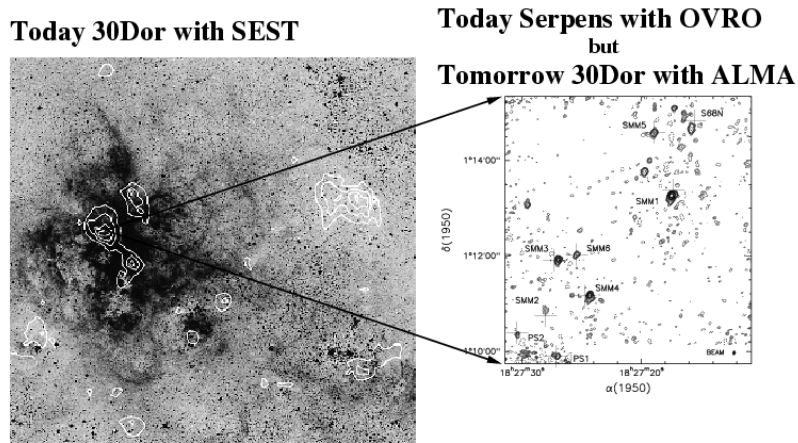 Today 30Dor with SEST
Today Serpens with OVRO
but
Tomorrow 30Dor with ALMA
S68N
SMM5
1°14'00"
SMM1
δ(1950)
SMM3
SMM6
1°12'00"
SMM4
SMM2
PS2
1°10'00"
PS1
BEAM
18ʰ27ᵐ30ˢ
18ʰ27ᵐ20ˢ
α(1950)